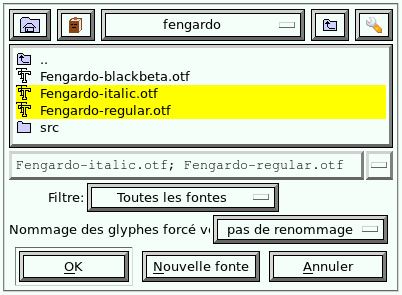 fengardo
..
Fengardo-blackbeta.otf
Fengardo-italic.otf
Fengardo-regular.otf
src
Fengardo-italic.otf; Fengardo-regular.otf
Filtre: Toutes les fontes
Nommage des glyphes forcé pas de renommage
OK Nouvelle fonte Annuler